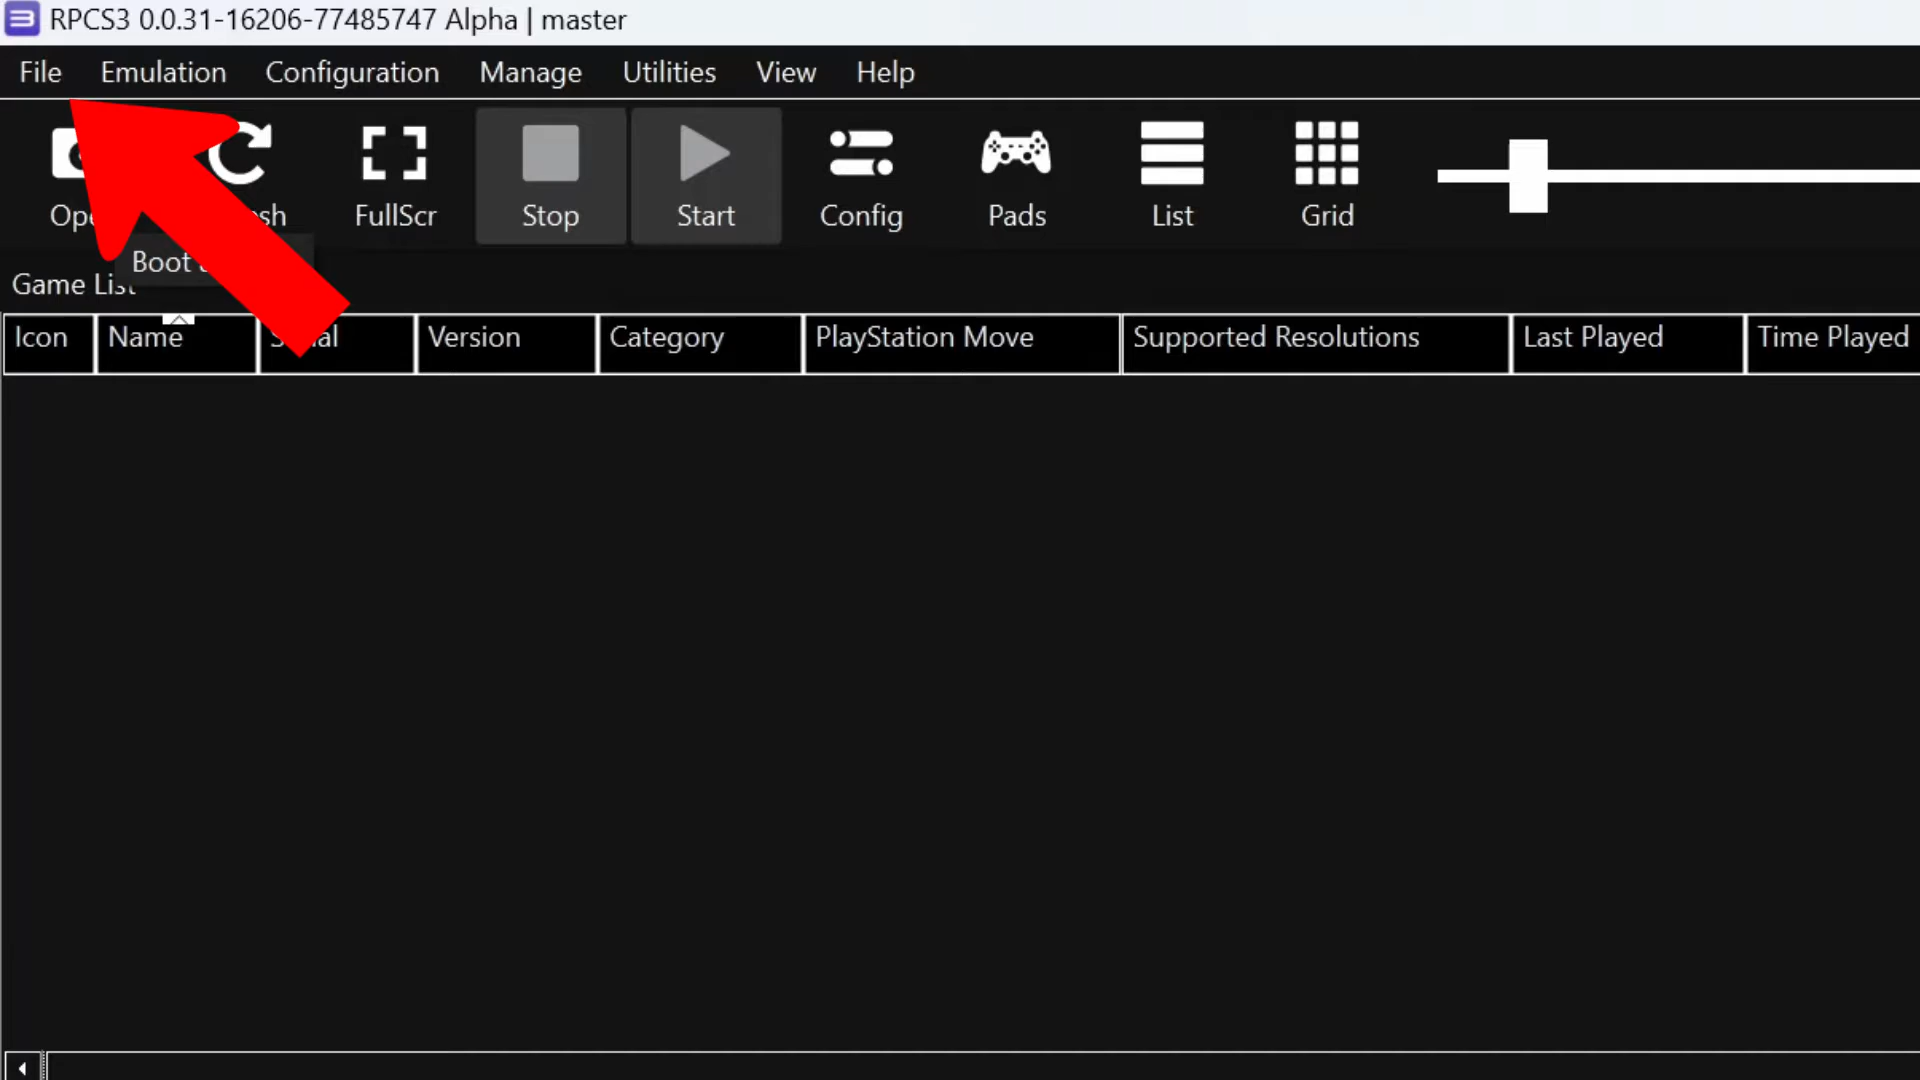 RPCS3 0.0.31-16206-77485747 Alpha | master
File Emulation Configuration Manage Utilities View Help
FullScr Stop Start Config Pads List Grid
Boot
Game List
Icon Name Version Category PlayStation Move Supported Resolutions Last Played Time Played